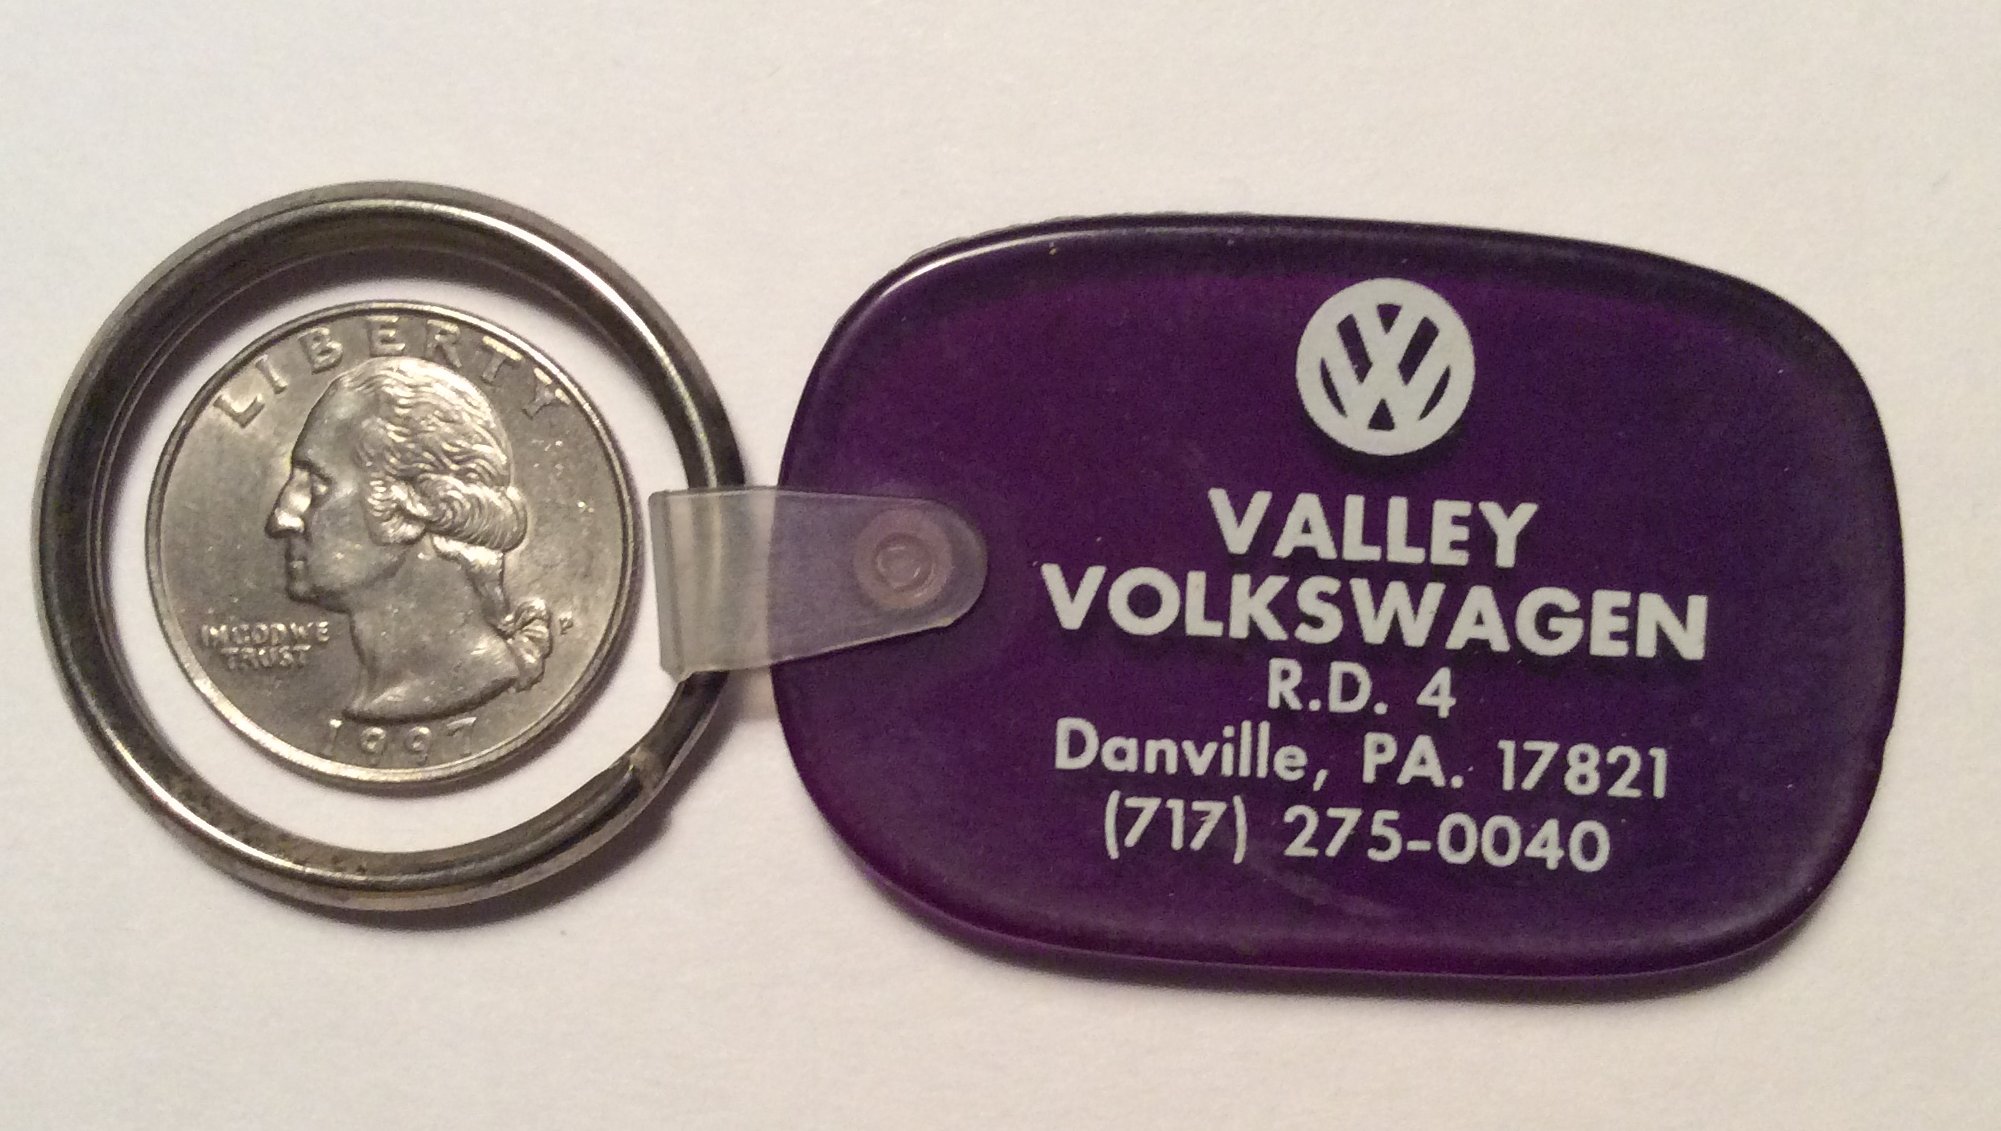 LIBERTY
IN GOD WE
TRUST
P
1997
VALLEY
VOLKSWAGEN
R.D. 4
Danville, PA. 17821
(717) 275-0040